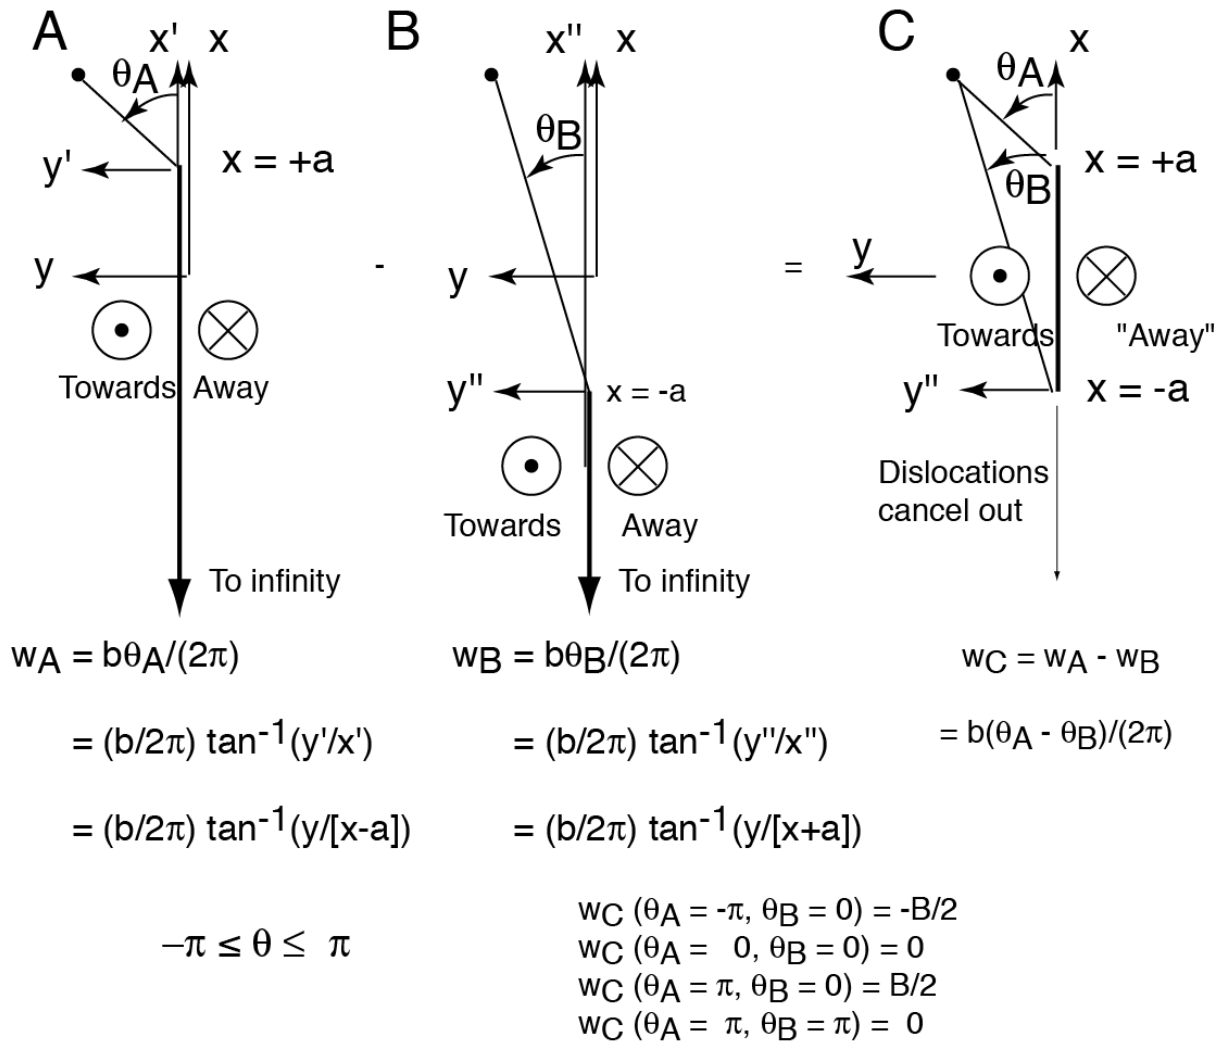 A
x' x
θA
y'
x = +a
y
Towards Away
To infinity
wA = bθA/(2π)
= (b/2π) tan-1(y'/x')
= (b/2π) tan-1(y/[x-a])
−π ≤ θ ≤ π
-
B
x" x
θB
y
y"
x = -a
Towards Away
To infinity
wB = bθB/(2π)
= (b/2π) tan-1(y"/x")
= (b/2π) tan-1(y/[x+a])
=
C
x
θA
x = +a
θB
y
Towards "Away"
y"
x = -a
Dislocations
cancel out
wC = wA - wB
= b(θA - θB)/(2π)
wC (θA = -π, θB = 0) = -B/2
wC (θA = 0, θB = 0) = 0
wC (θA = π, θB = 0) = B/2
wC (θA = π, θB = π) = 0